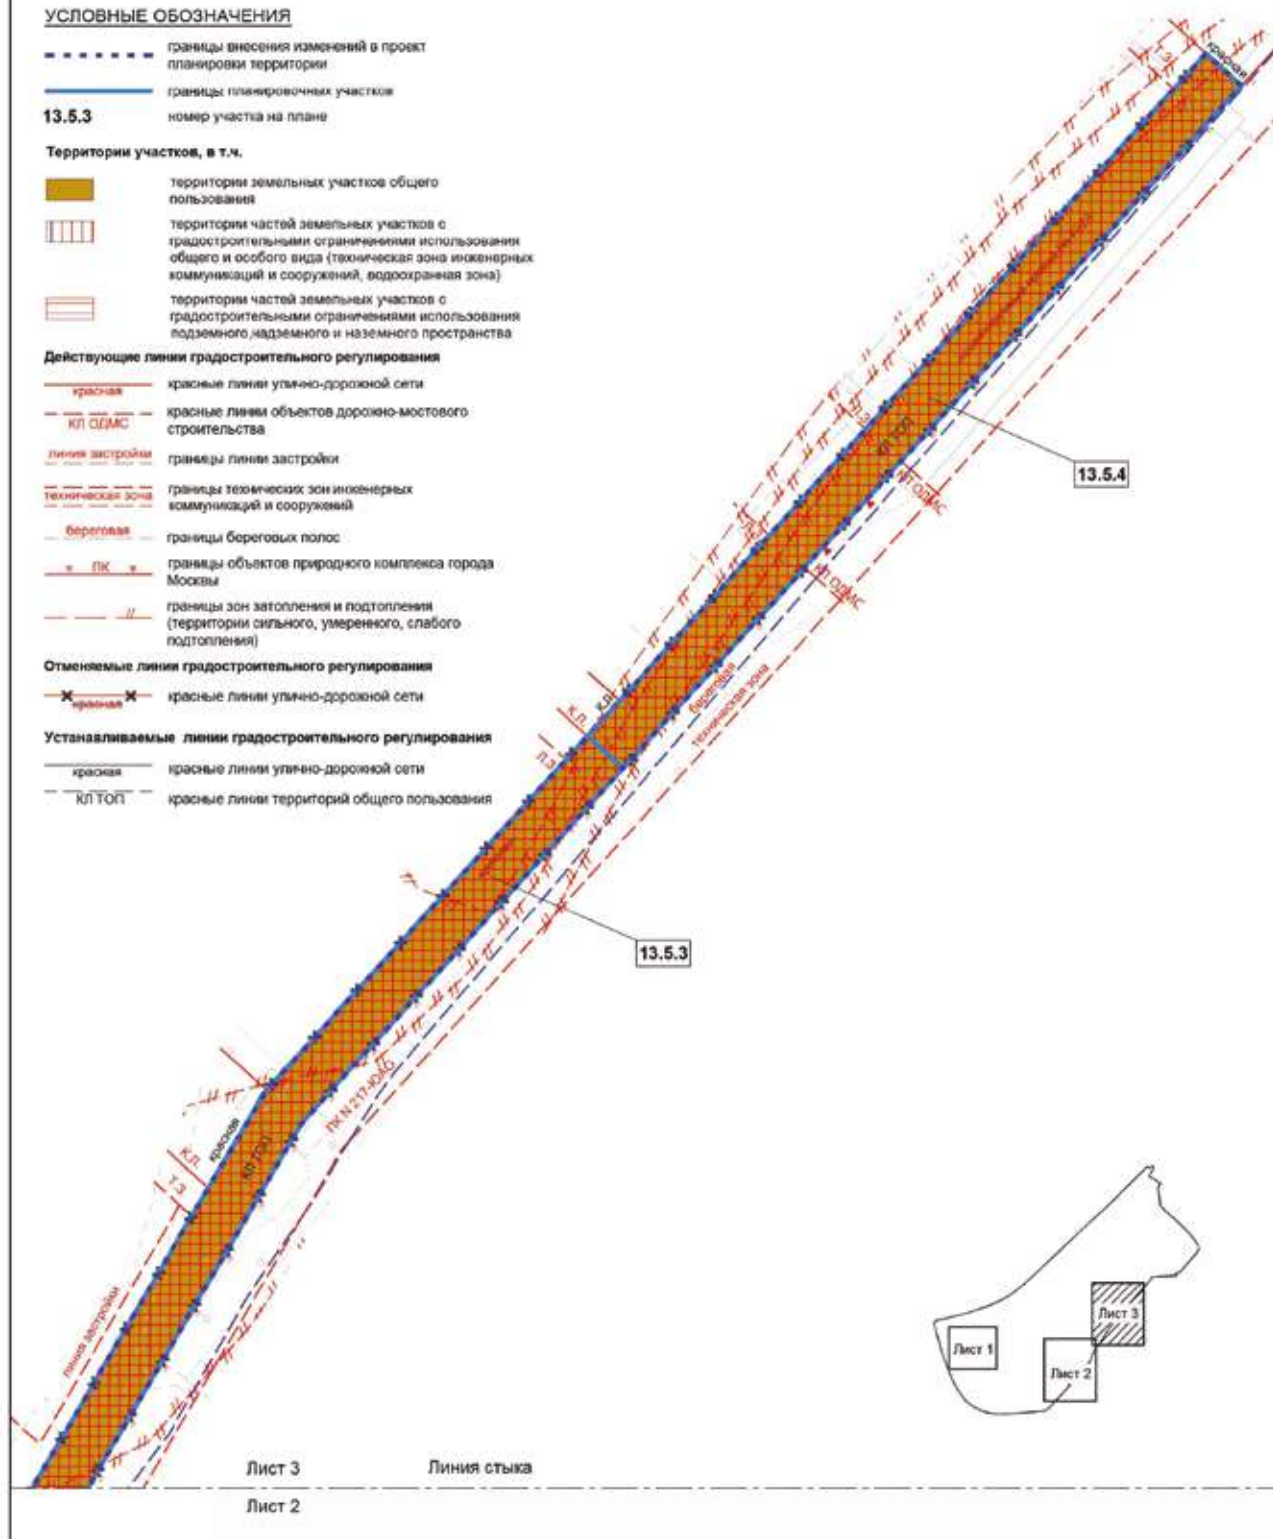 УСЛОВНЫЕ ОБОЗНАЧЕНИЯ
границы внесения изменений в проект
планировки территории
границы планировочных участков
13.5.3
номер участка на плане
Территории участков, в т.ч.
территории земельных участков общего
пользования
территории частей земельных участков с
градостроительными ограничениями использования
общего и особого вида (техническая зона инженерных
коммуникаций и сооружений, водоохранная зона)
территории частей земельных участков с
градостроительными ограничениями использования
подземного,надземного и наземного пространства
Действующие линии градостроительного регулирования
красная
красные линии улично-дорожной сети
КЛ ОДМС
красные линии объектов дорожно-мостового
строительства
линия застройки
границы линии застройки
техническая зона
границы технических зон инженерных
коммуникаций и сооружений
береговая
границы береговых полос
ПК
границы объектов природного комплекса города
Москвы
границы зон затопления и подтопления
(территории сильного, умеренного, слабого
подтопления)
Отменяемые линии градостроительного регулирования
красная
красные линии улично-дорожной сети
Устанавливаемые линии градостроительного регулирования
красная
красные линии улично-дорожной сети
КЛ ТОП
красные линии территорий общего пользования
красная
Т.З
КЛ ТОП
13.5.4
КЛ ОДМС
КЛ ОДМС
береговая
техническая зона
К.Л.
К.Л.
Л.З
13.5.3
ПК N 217-ЮАО
красная
КЛ ТОП
К.Л.
Т.З
линия застройки
Лист 3
Лист 1
Лист 2
Лист 3
Линия стыка
Лист 2